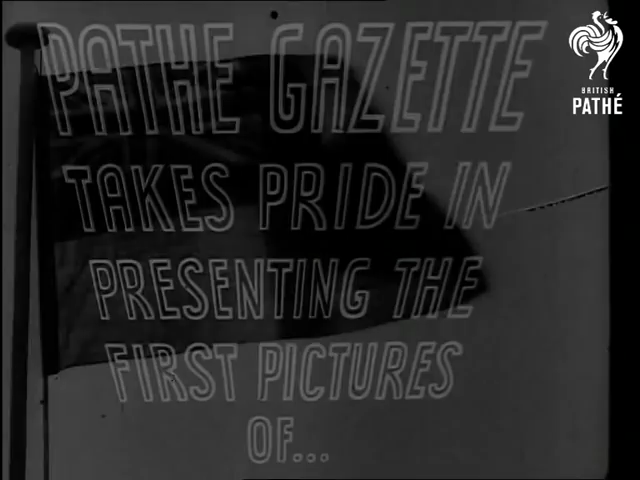 PATHE GAZETTE
TAKES PRIDE IN
PRESENTING THE
FIRST PICTURES
OF...
BRITISH
PATHÉ